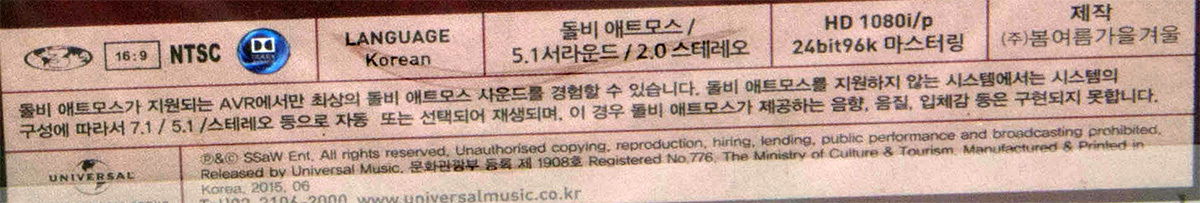 16:9
NTSC
LANGUAGE
Korean
돌비 애트모스 /
5.1서라운드 / 2.0 스테레오
HD 1080i/p
24bit96k 마스터링
제작
(주)봄여름가을겨울
돌비 애트모스가 지원되는 AVR에서만 최상의 돌비 애트모스 사운드를 경험할 수 있습니다. 돌비 애트모스를 지원하지 않는 시스템에서는 시스템의
구성에 따라서 7.1 / 5.1 /스테레오 등으로 자동 또는 선택되어 재생되며, 이 경우 돌비 애트모스가 제공하는 음향, 음질, 입체감 등은 구현되지 못합니다.
UNIVERSAL
℗&© SSaW Ent. All rights reserved. Unauthorised copying, reproduction, hiring, lending, public performance and broadcasting prohibited.
Released by Universal Music. 문화관광부 등록 제 1908호 Registered No.776, The Ministry of Culture & Tourism. Manufactured & Printed in
Korea. 2015. 06
www.universalmusic.co.kr